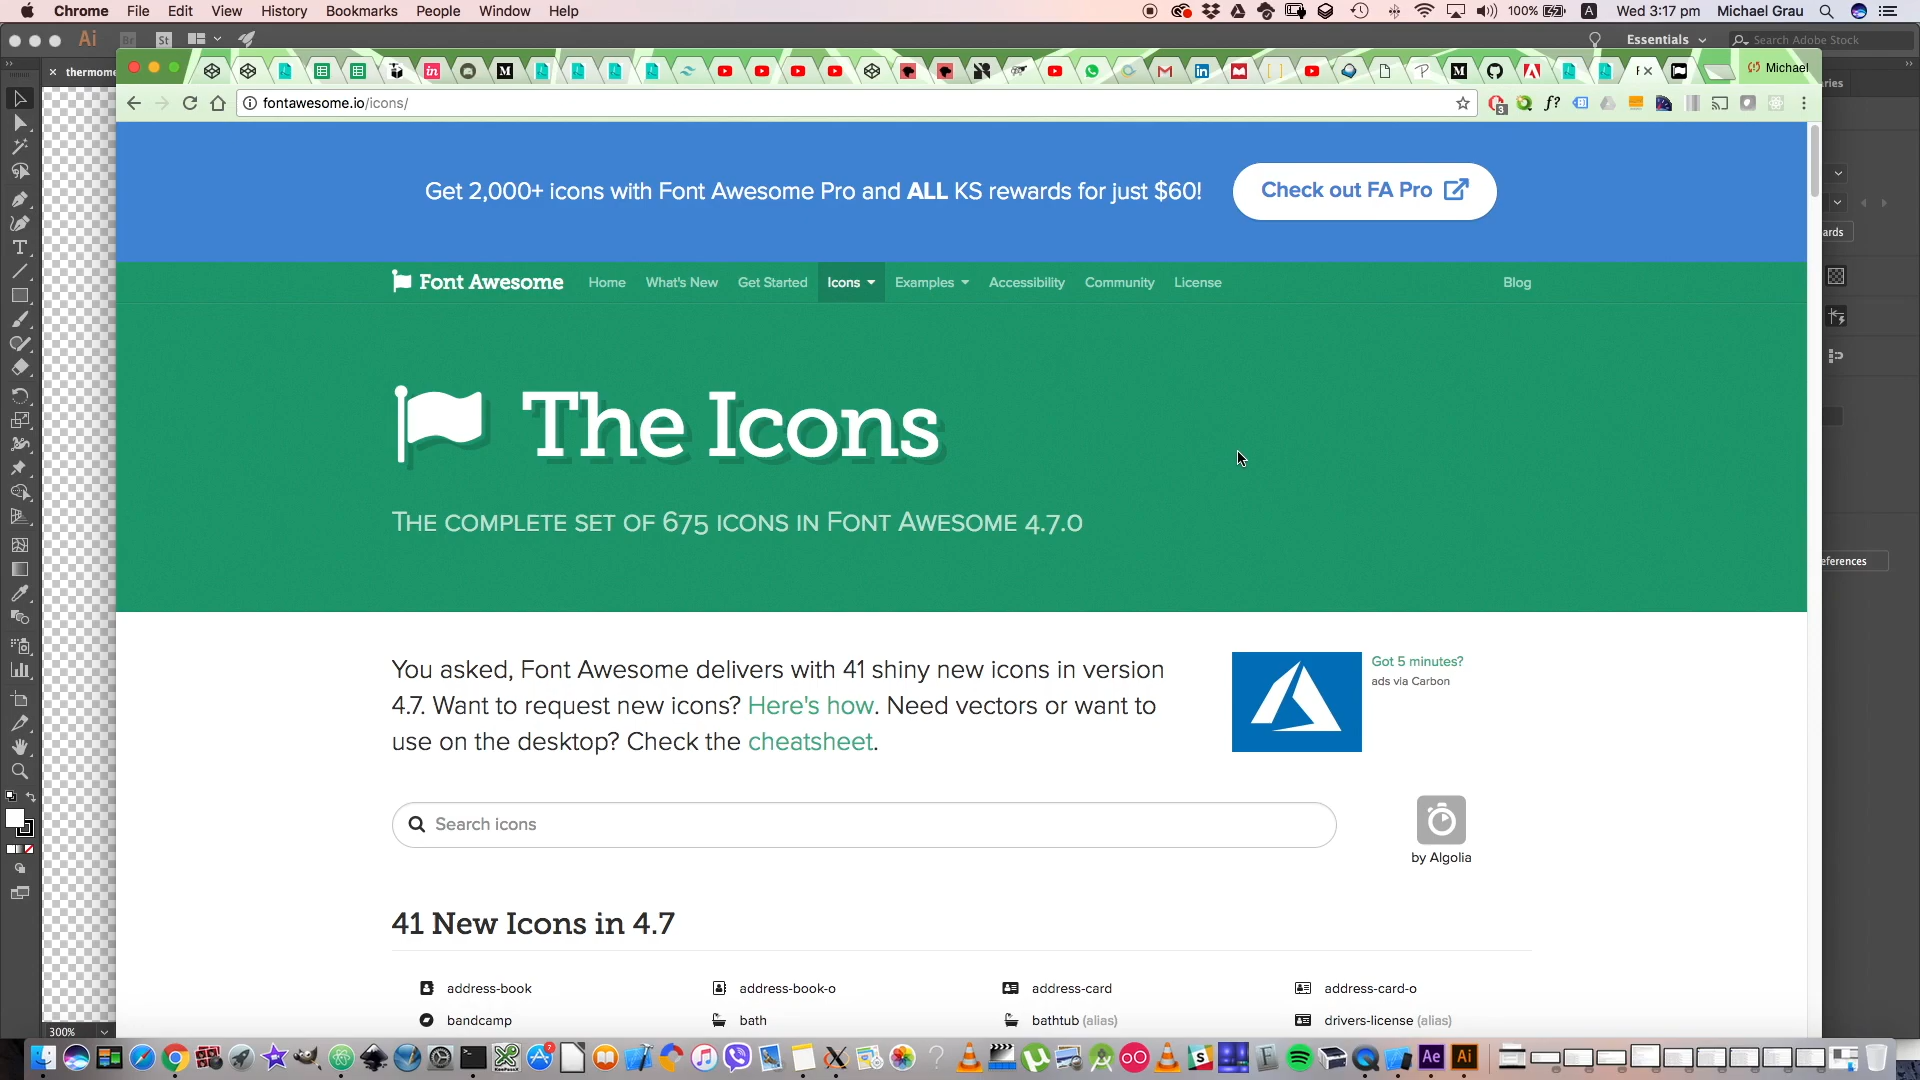 Chrome File Edit View History Bookmarks People Window Help
100% A Wed 3:17 pm Michael Grau
Ai Br St Essentials Search Adobe Stock
thermome
Michael
fontawesome.io/icons/
Get 2,000+ icons with Font Awesome Pro and ALL KS rewards for just $60! Check out FA Pro
Font Awesome Home What's New Get Started Icons Examples Accessibility Community License Blog
The Icons
The complete set of 675 icons in Font Awesome 4.7.0
eferences
You asked, Font Awesome delivers with 41 shiny new icons in version
4.7. Want to request new icons? Here's how. Need vectors or want to
use on the desktop? Check the cheatsheet.
Got 5 minutes?
ads via Carbon
Search icons
by Algolia
41 New Icons in 4.7
address-book address-book-o address-card address-card-o
bandcamp bath bathtub (alias) drivers-license (alias)
300%
Ae Ai